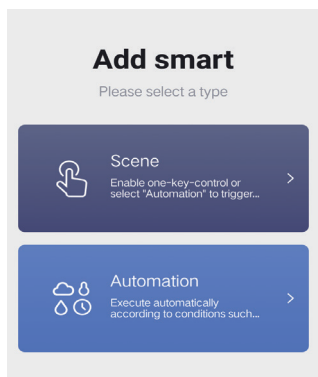 Add smart
Please select a type
Scene
Enable one-key-control or
select "Automation" to trigger...
Automation
Execute automatically
according to conditions such...